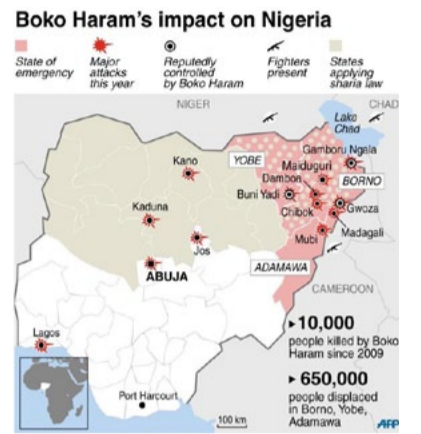 Boko Haram's impact on Nigeria
State of
emergency
Major
attacks
this year
Reputedly
controlled
by Boko Haram
Fighters
present
States
applying
sharia law
NIGER
CHAD
Lake
Chad
Gamboru Ngala
Kano
YOBE
Maiduguri
Damboa
BORNO
Buni Yadi
Kaduna
Chibok
Gwoza
Jos
Mubi
Madagali
ABUJA
ADAMAWA
CAMEROON
10,000
people killed by Boko
Haram since 2009
Lagos
650,000
people displaced
in Borno, Yobe,
Adamawa
Port Harcourt
100 km
AFP